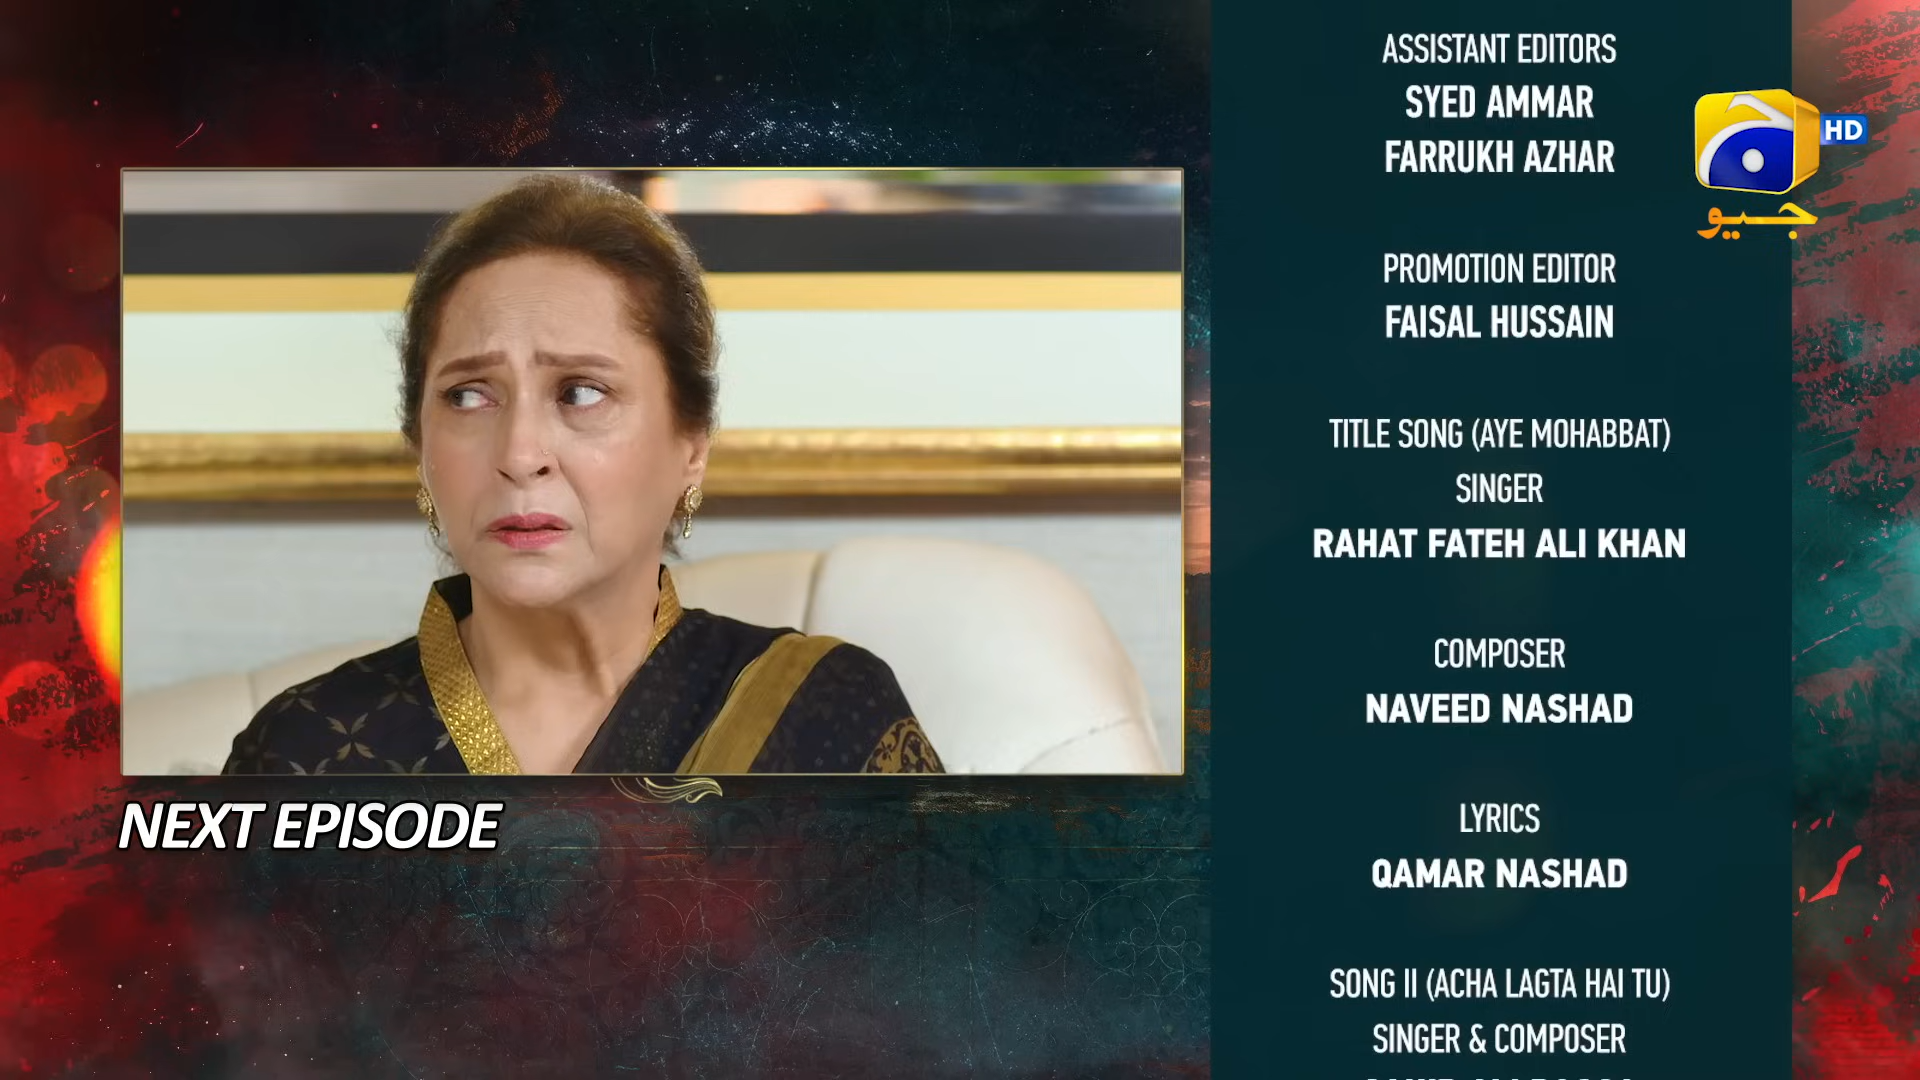 ASSISTANT EDITORS
SYED AMMAR
FARRUKH AZHAR
HD
جیو
PROMOTION EDITOR
FAISAL HUSSAIN
TITLE SONG (AYE MOHABBAT)
SINGER
RAHAT FATEH ALI KHAN
COMPOSER
NAVEED NASHAD
NEXT EPISODE
LYRICS
QAMAR NASHAD
SONG II (ACHA LAGTA HAI TU)
SINGER & COMPOSER